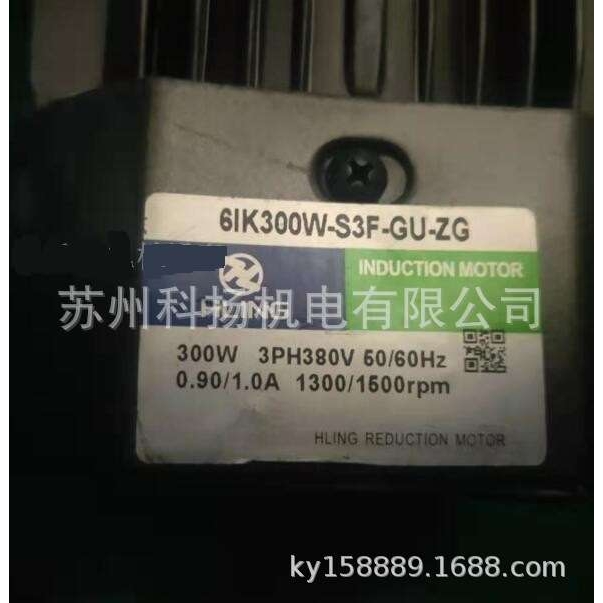 6IK300W-S3F-GU-ZG
INDUCTION MOTOR
HLING
苏州科扬机电有限公司
300W 3PH380V 50/60Hz
0.90/1.0A 1300/1500rpm
HLING REDUCTION MOTOR
ky158889.1688.com